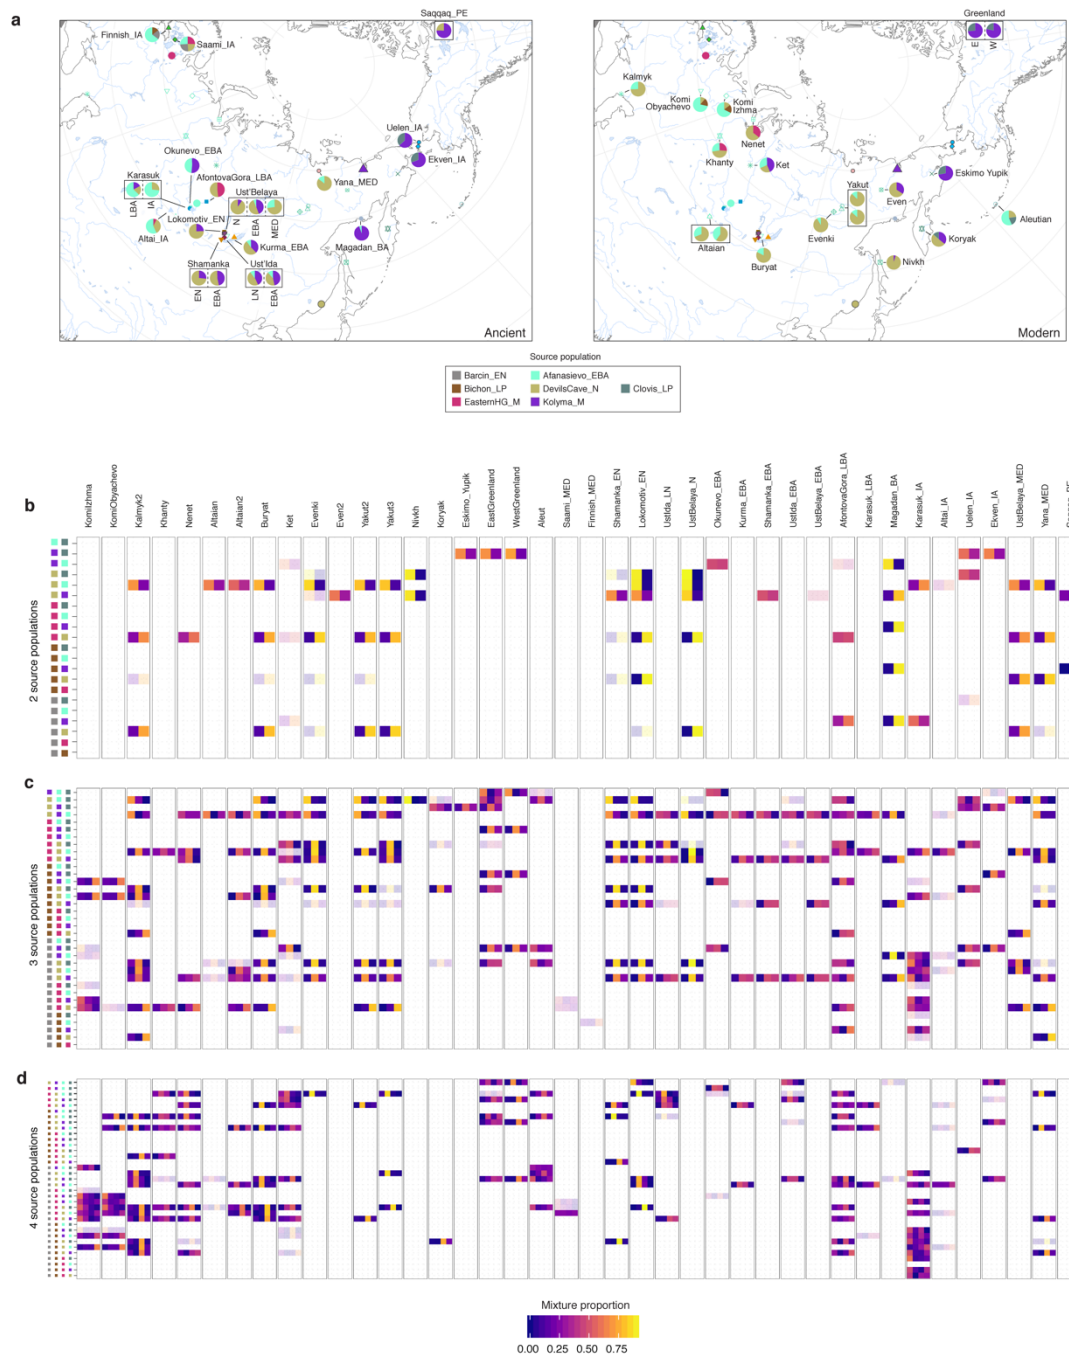 a
Saqqaq_PE
Finnish_IA
Saami_IA
Uelen_IA
Ekven_IA
Okunevo_EBA
Karasuk
AfontovaGora_LBA
Yana_MED
LBA
IA
Ust'Belaya
Lokomotiv_EN
N
EBA
MED
Altai_IA
Kurma_EBA
Magadan_BA
Shamanka
Ust'Ida
EN
EBA
LN
EBA
Ancient
Greenland
E
W
Kalmyk
Komi
Obyachevo
Komi
Izhma
Nenet
Khanty
Ket
Eskimo Yupik
Yakut
Even
Aleutian
Evenki
Koryak
Altaian
Buryat
Nivkh
Modern
Source population
Barcin_EN
Afanasievo_EBA
Bichon_LP
DevilsCave_N
Clovis_LP
EasternHG_M
Kolyma_M
b
KomiIzhma
KomiObyachevo
Kalmyk2
Khanty
Nenet
Altaian
Altaian2
Buryat
Ket
Evenki
Even2
Yakut2
Yakut3
Nivkh
Koryak
Eskimo_Yupik
EastGreenland
WestGreenland
Aleut
Saami_MED
Finnish_MED
Shamanka_EN
Lokomotiv_EN
UstIda_LN
UstBelaya_N
Okunevo_EBA
Kurma_EBA
Shamanka_EBA
UstIda_EBA
UstBelaya_EBA
AfontovaGora_LBA
Karasuk_LBA
Magadan_BA
Karasuk_IA
Altai_IA
Uelen_IA
Ekven_IA
UstBelaya_MED
Yana_MED
2 source populations
c
3 source populations
d
4 source populations
Mixture proportion
0.00 0.25 0.50 0.75